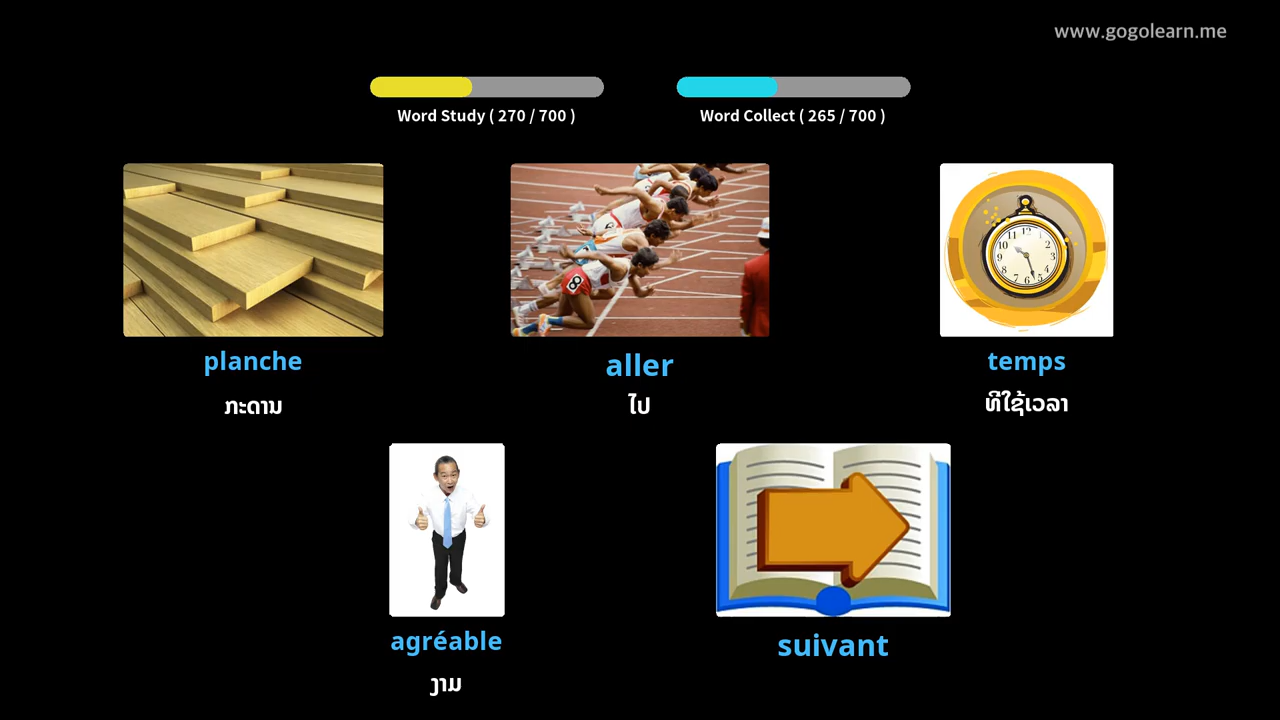 www.gogolearn.me
Word Study ( 270 / 700 )
Word Collect ( 265 / 700 )
planche
ກະດານ
aller
ໄປ
temps
ທີໃຊ້ເວລາ
agréable
ງາມ
suivant